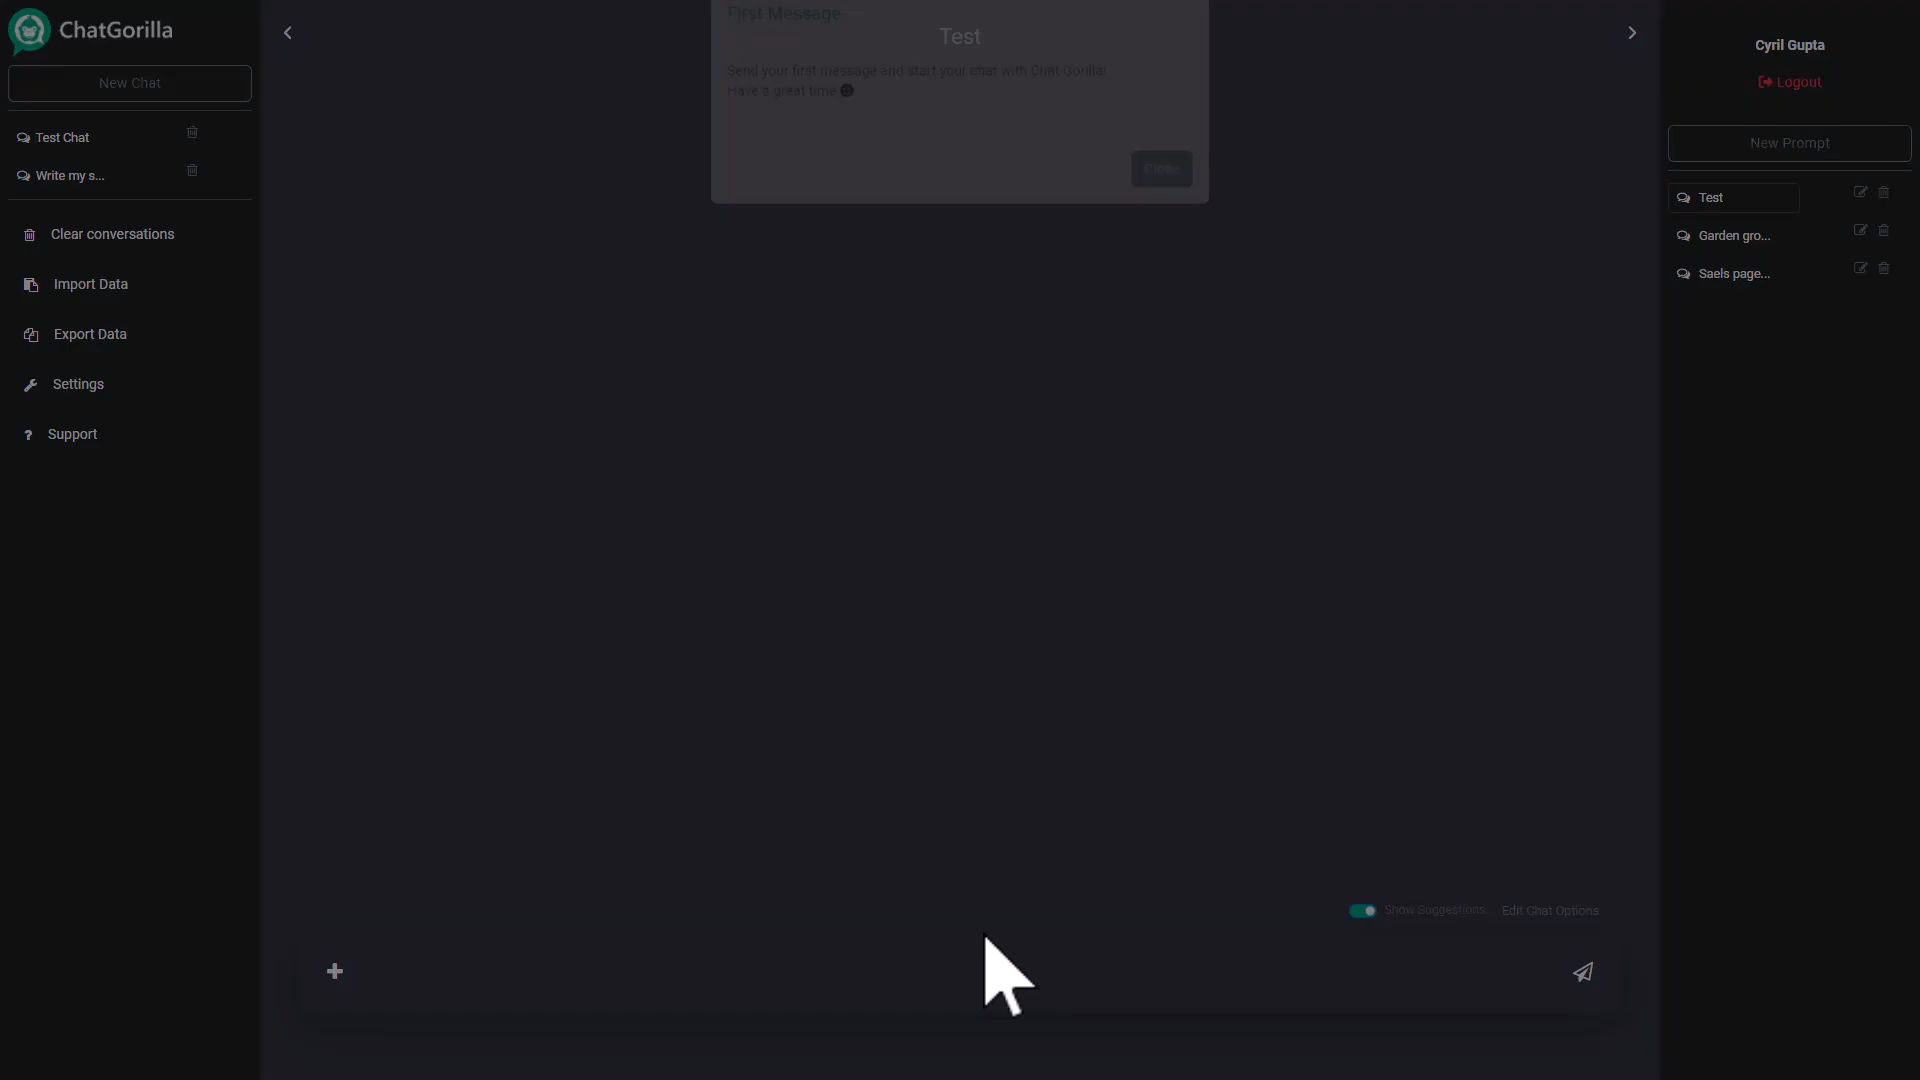 ChatGorilla
New Chat
Test Chat
Write my s...
Clear conversations
Import Data
Export Data
Settings
? Support
First Message
Test
Send your first message and start your chat with Chat Gorilla!
Have a great time
Close
Show Suggestions
Edit Chat Options
Cyril Gupta
Logout
New Prompt
Test
Garden gro...
Saels page...